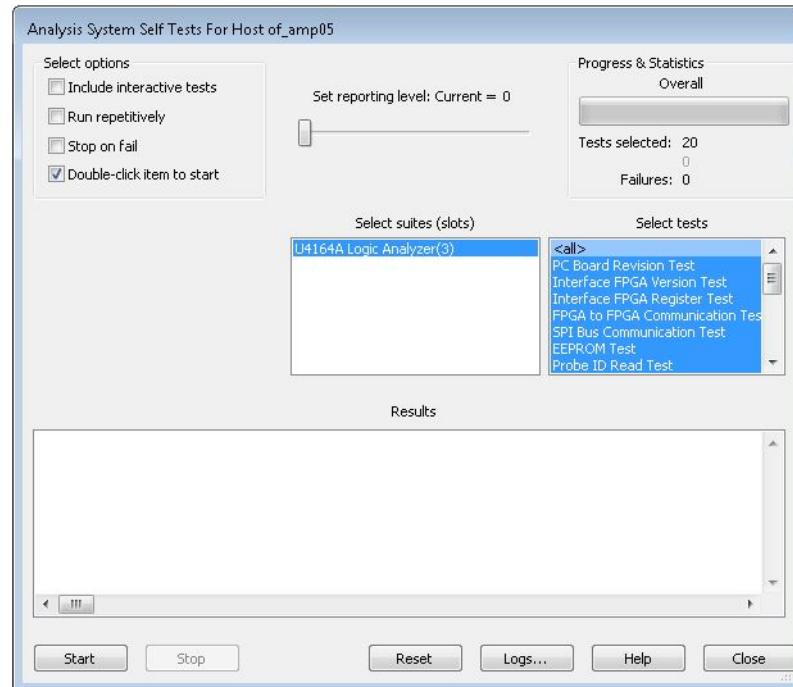 Analysis System Self Tests For Host of_amp05
Select options
Include interactive tests
Run repetitively
Stop on fail
Double-click item to start
Set reporting level: Current = 0
Progress & Statistics
Overall
Tests selected: 20
0
Failures: 0
Select suites (slots)
U4164A Logic Analyzer(3)
Select tests
<all>
PC Board Revision Test
Interface FPGA Version Test
Interface FPGA Register Test
FPGA to FPGA Communication Tes
SPI Bus Communication Test
EEPROM Test
Probe ID Read Test
Results
Start Stop Reset Logs... Help Close